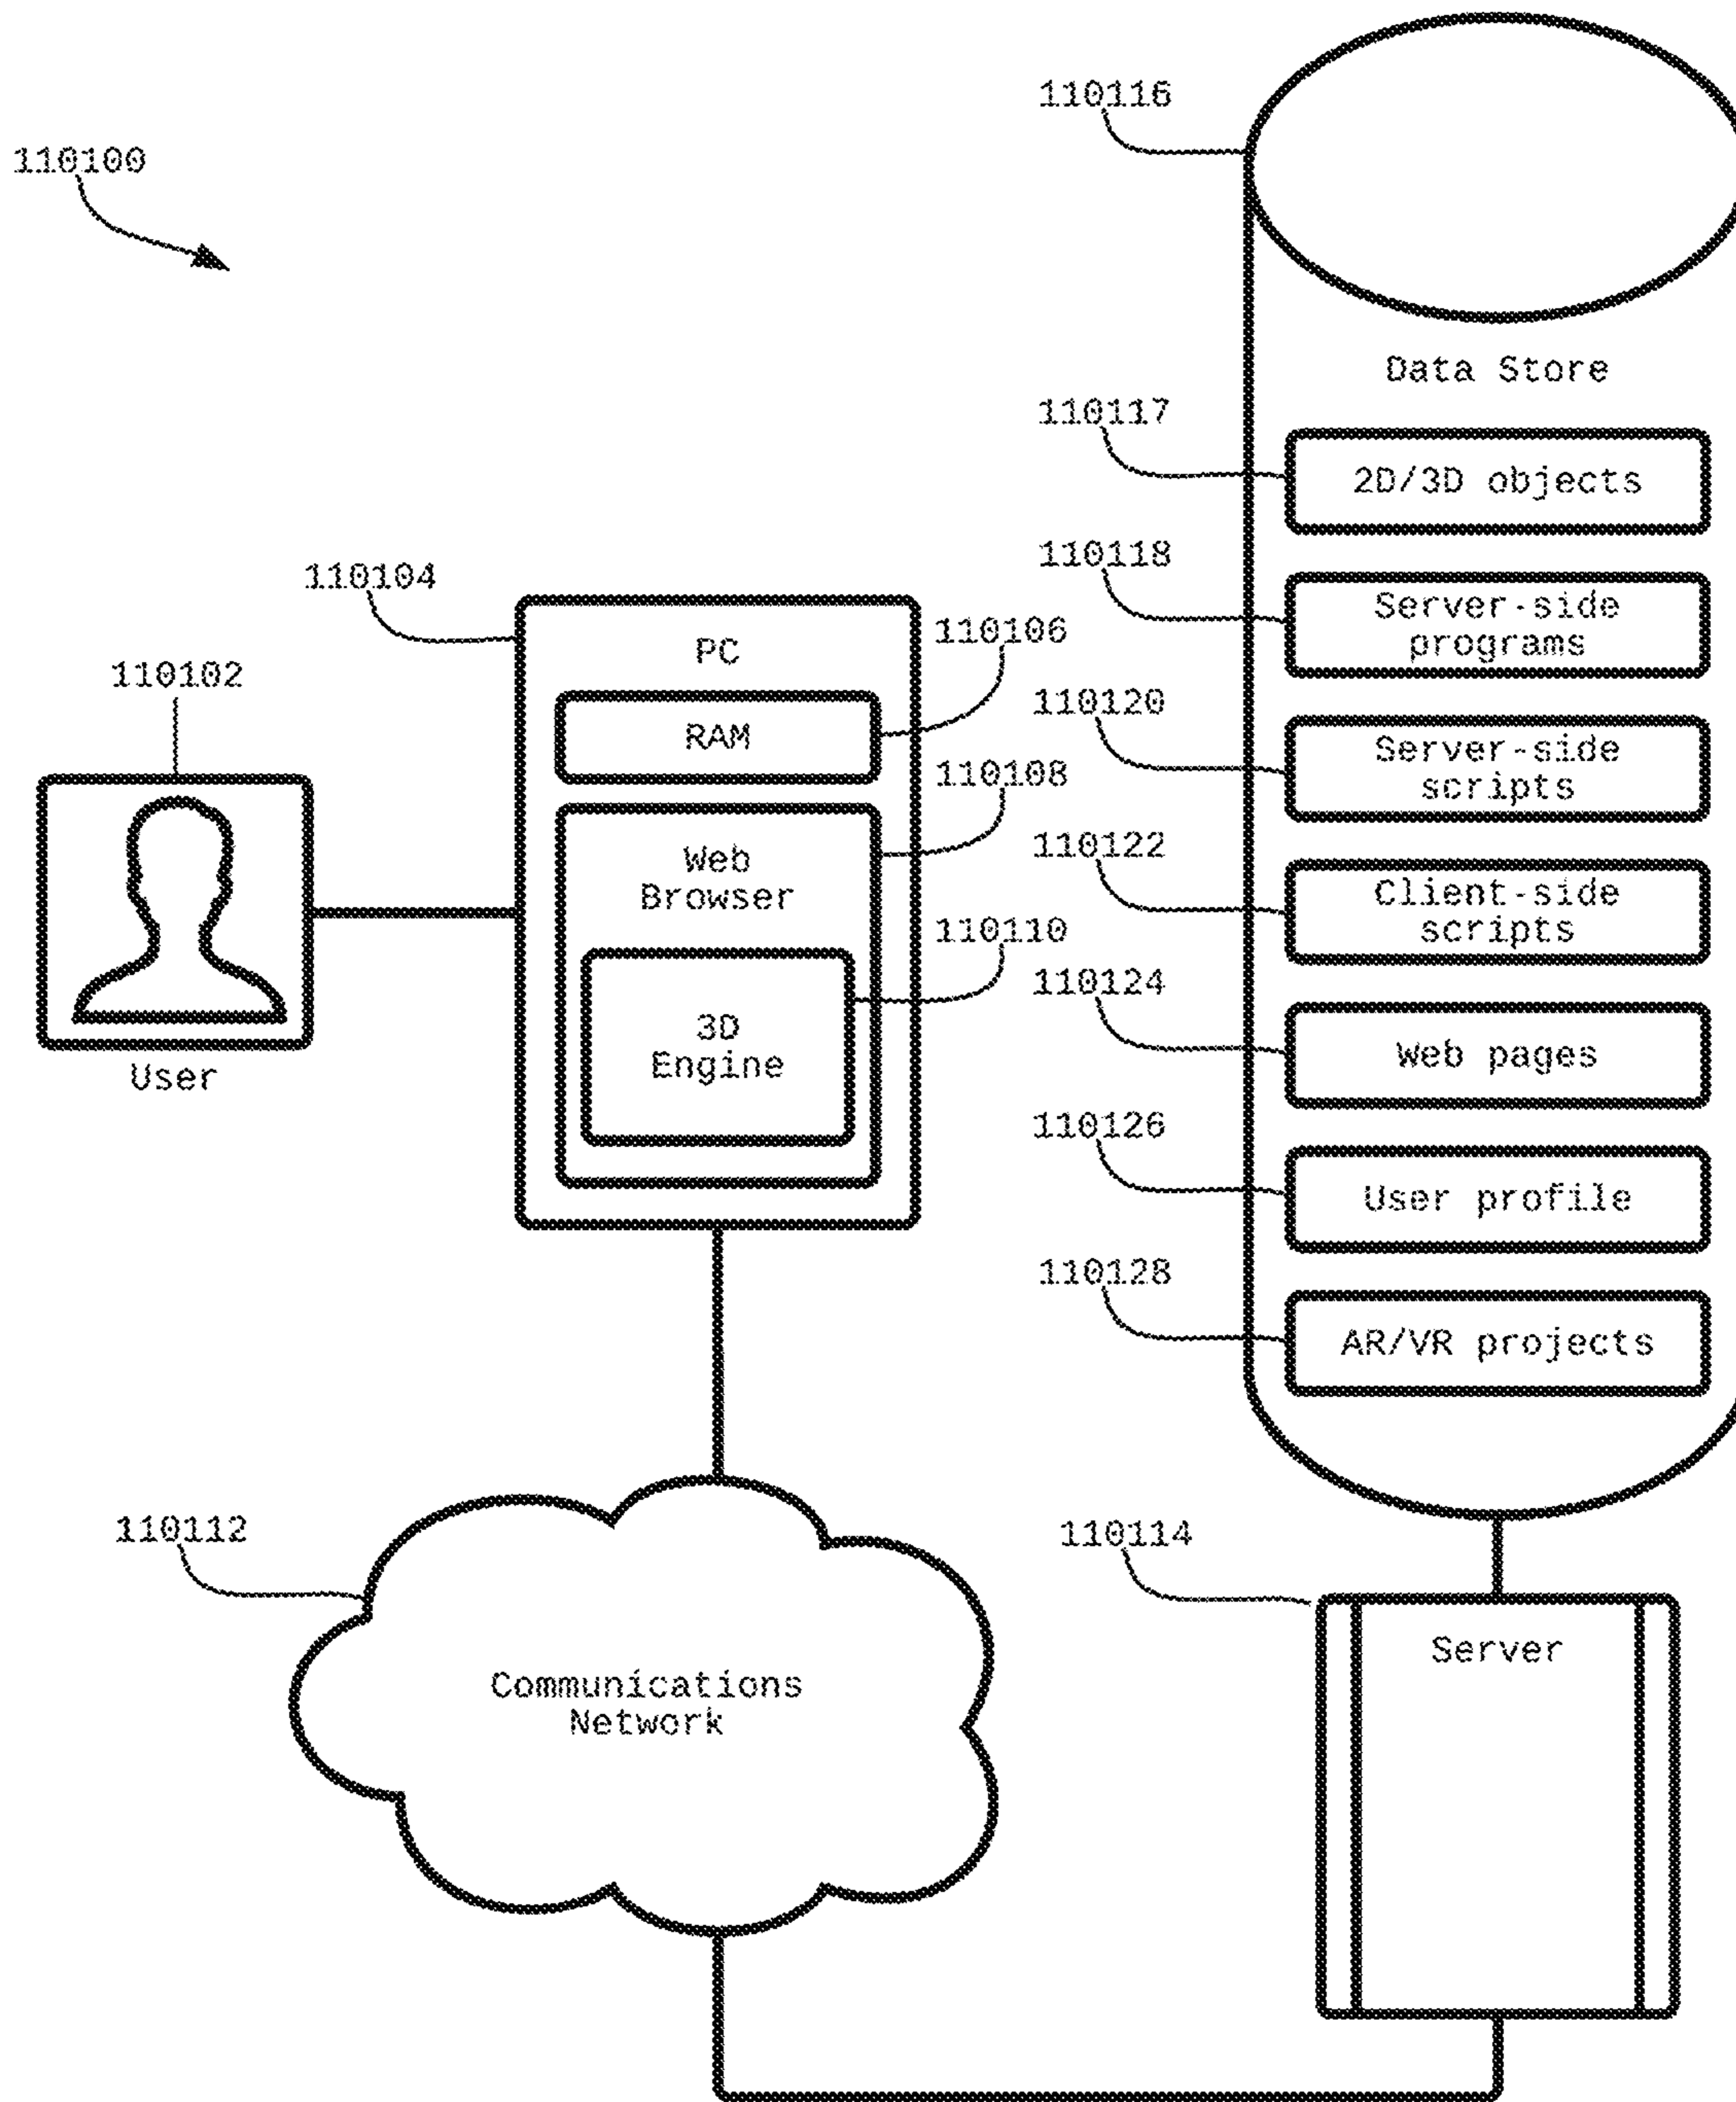 110116
110100
Data Store
110117
2D/3D objects
110118
Server-side
programs
110104
110106
PC
110102
RAM
110120
Server-side
scripts
110108
Web
Browser
110122
Client-side
scripts
110110
3D
Engine
110124
Web pages
User
110126
User profile
110128
AR/VR projects
110112
110114
Communications
Network
Server